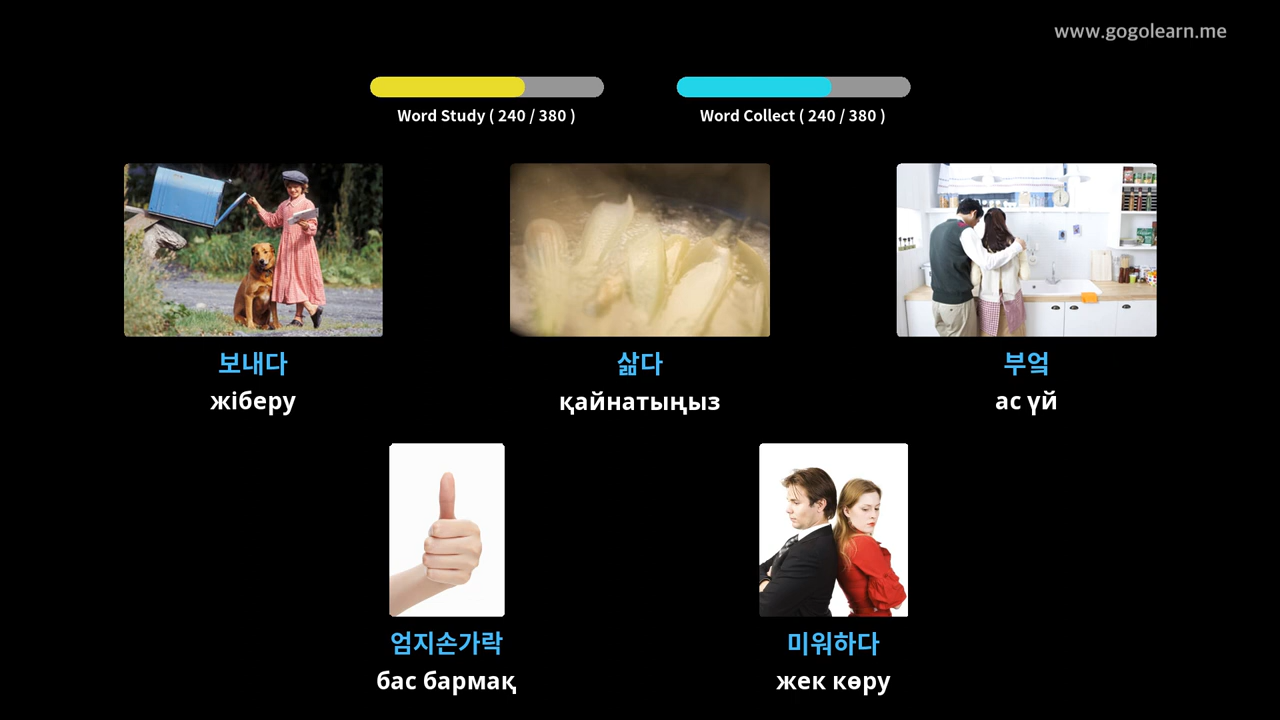 www.gogolearn.me
Word Study ( 240 / 380 )
Word Collect ( 240 / 380 )
보내다
жіберу
삶다
қайнатыңыз
부엌
ас үй
엄지손가락
бас бармақ
미워하다
жек көру